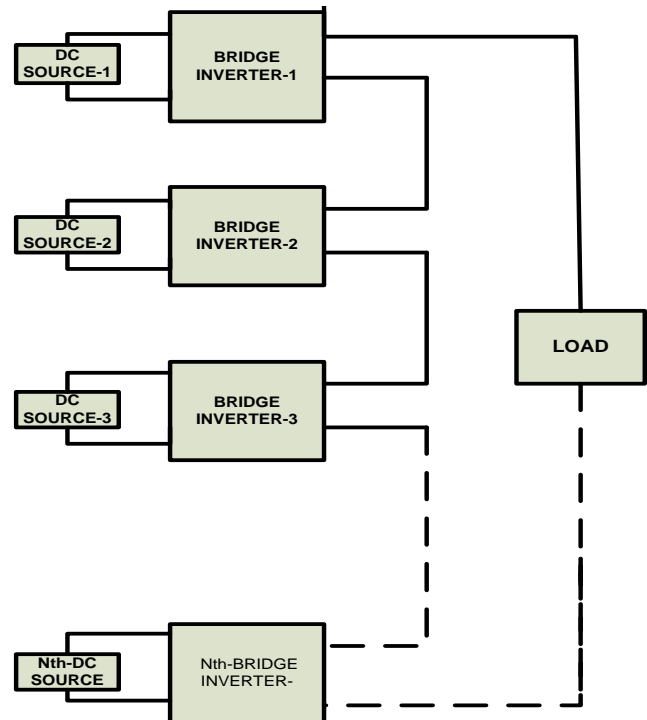 DC
SOURCE-1
BRIDGE
INVERTER-1
DC
SOURCE-2
BRIDGE
INVERTER-2
LOAD
DC
SOURCE-3
BRIDGE
INVERTER-3
Nth-DC
SOURCE
Nth-BRIDGE
INVERTER-